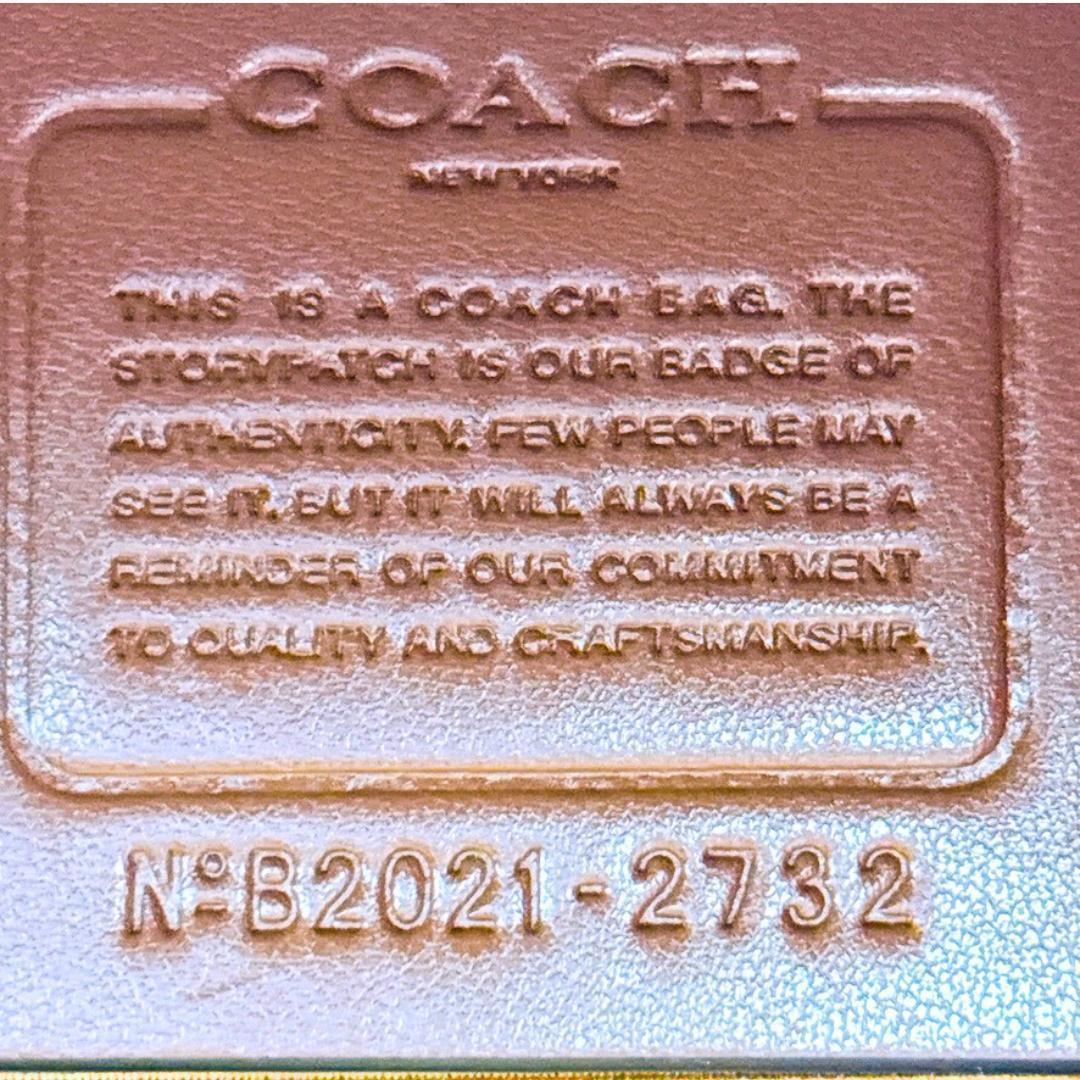 COACH
NEW YORK
THIS IS A COACH BAG. THE
STORYPATCH IS OUR BADGE OF
AUTHENTICITY. FEW PEOPLE MAY
SEE IT, BUT IT WILL ALWAYS BE A
REMINDER OF OUR COMMITMENT
TO QUALITY AND CRAFTSMANSHIP.
Nº B2021-2732